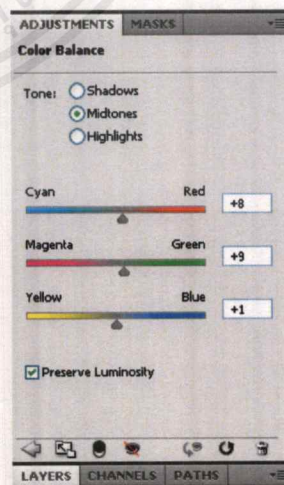 ADJUSTMENTS MASKS
Color Balance
Tone: Shadows
Midtones
Highlights
Cyan Red
+8
Magenta Green
+9
Yellow Blue
+1
Preserve Luminosity
LAYERS CHANNELS PATHS